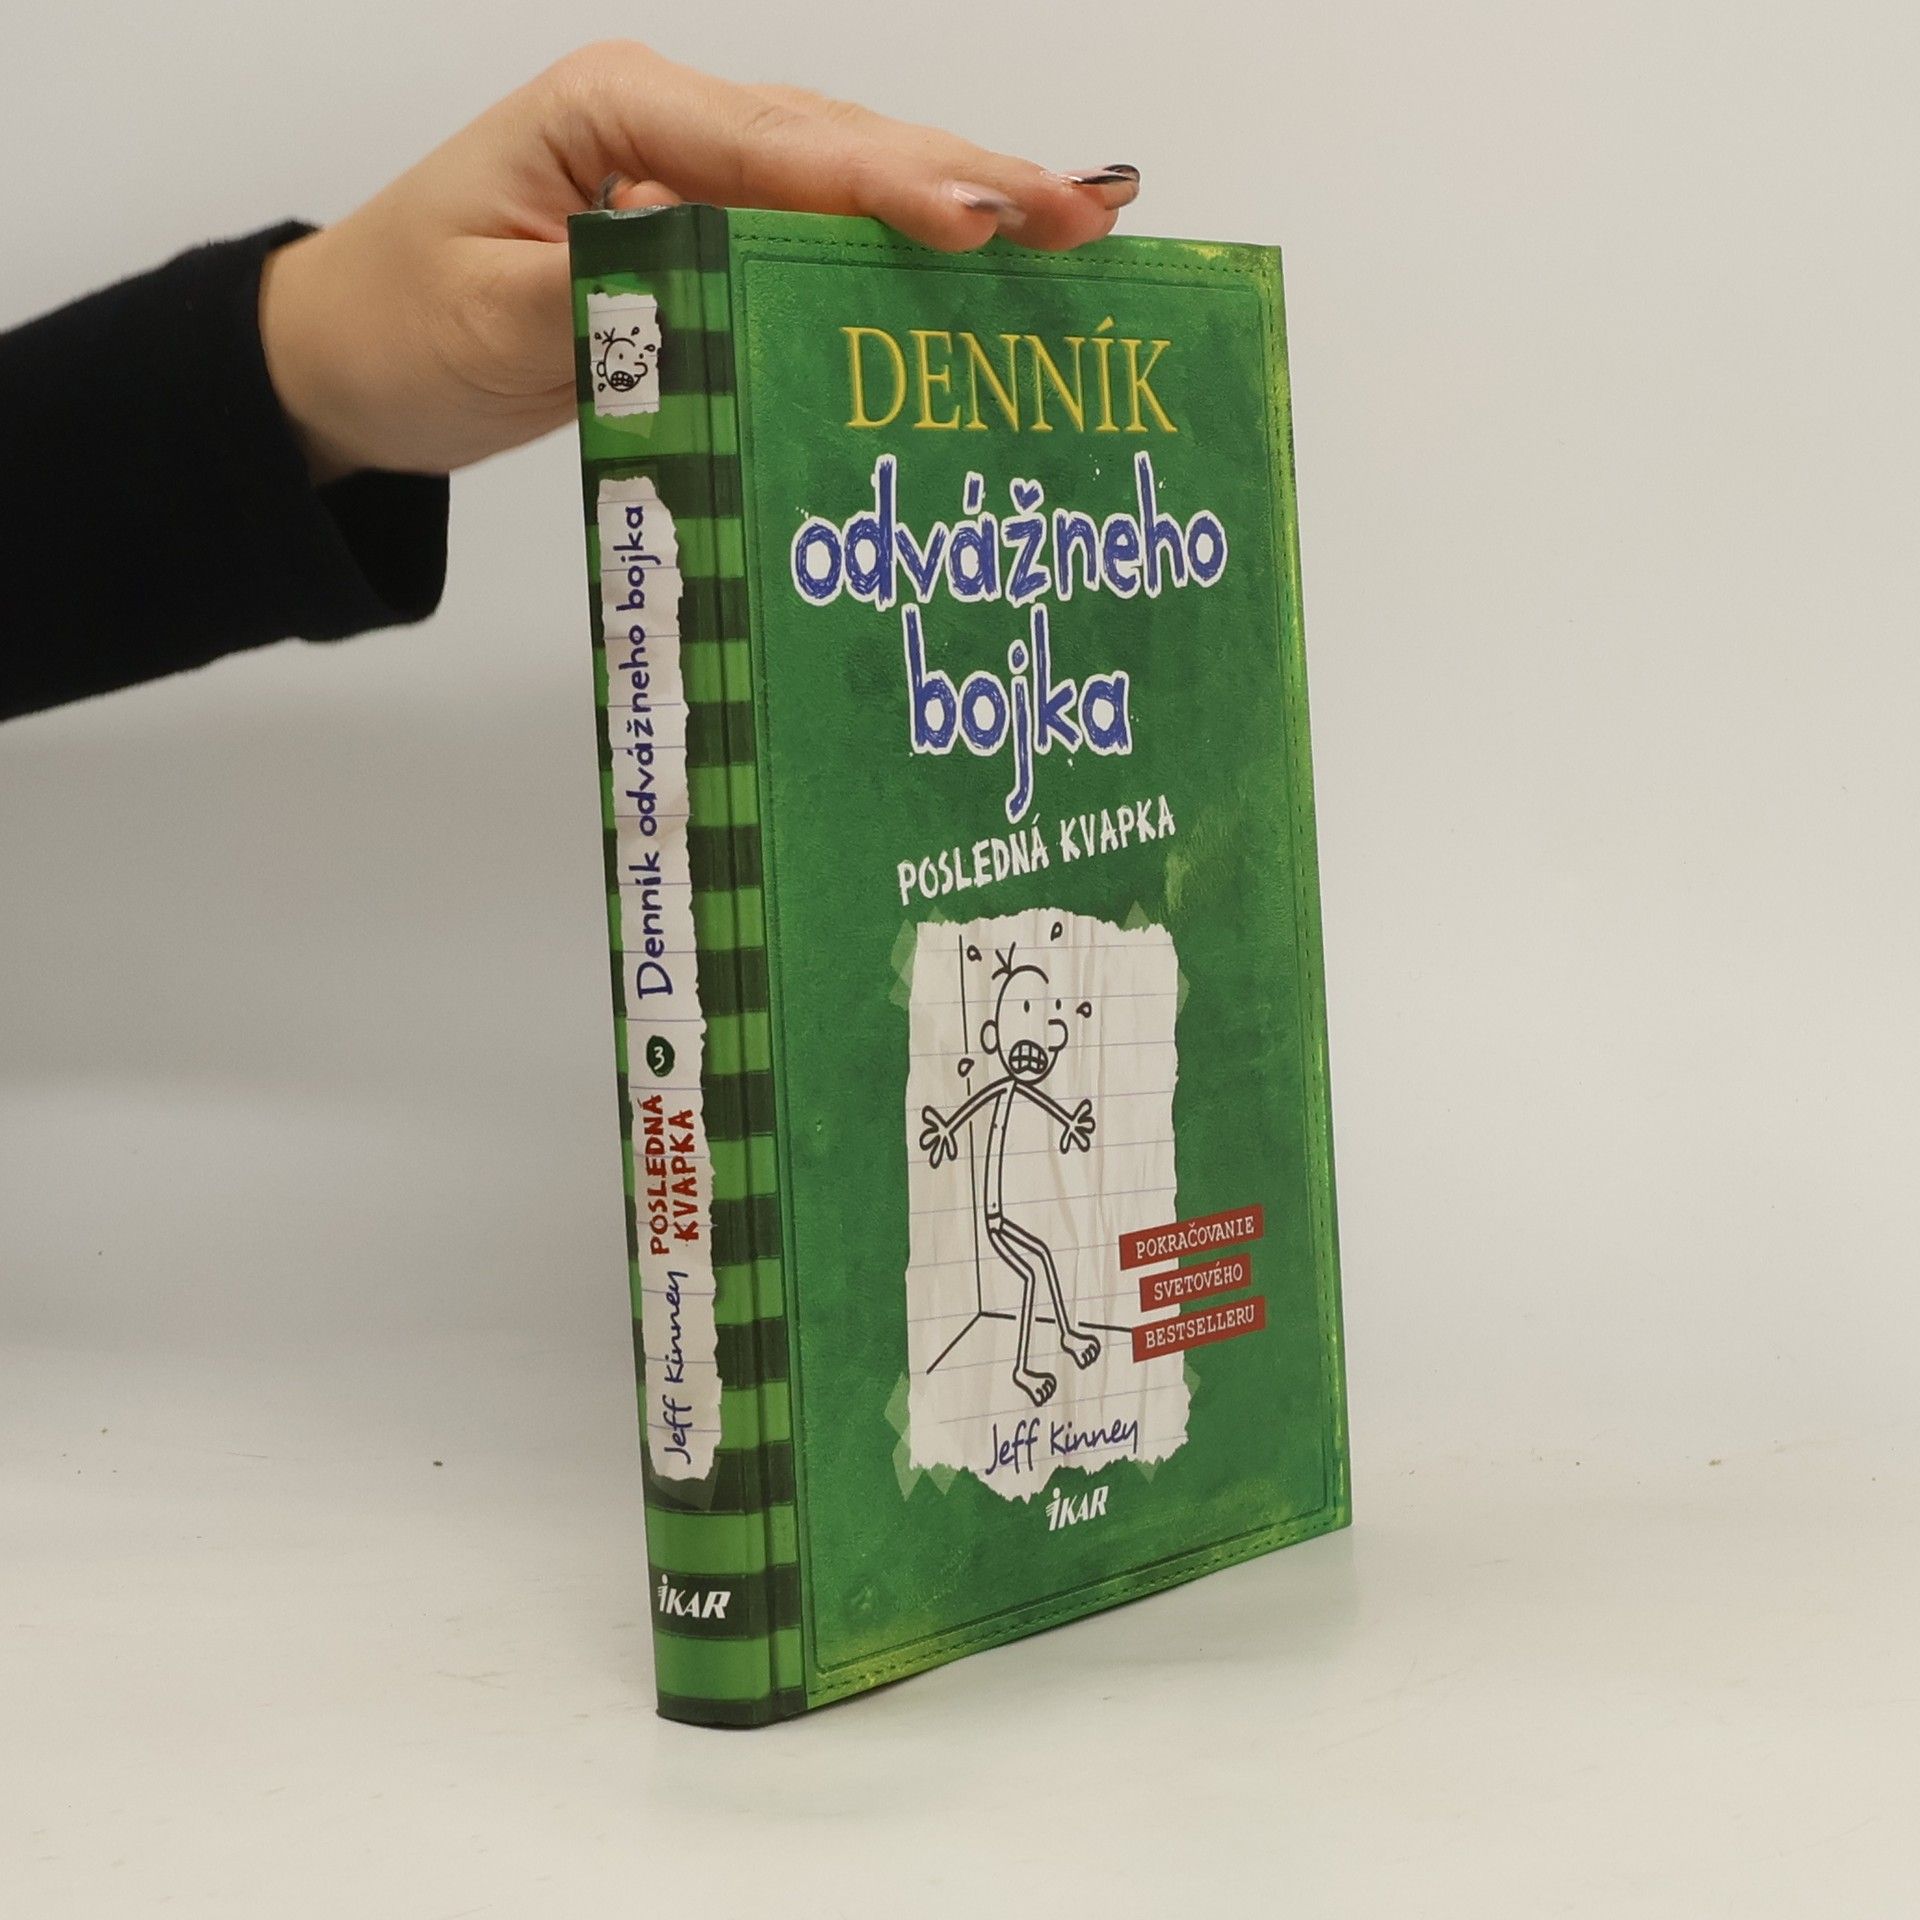 DENNÍK
odvážneho
bojka
POSLEDNÁ KVAPKA
POKRAČOVANIE
SVETOVÉHO
BESTSELLERU
Jeff Kinney
iKAR
Jeff Kinney POSLEDNÁ KVAPKA 3 Denník odvážneho bojka
iKAR